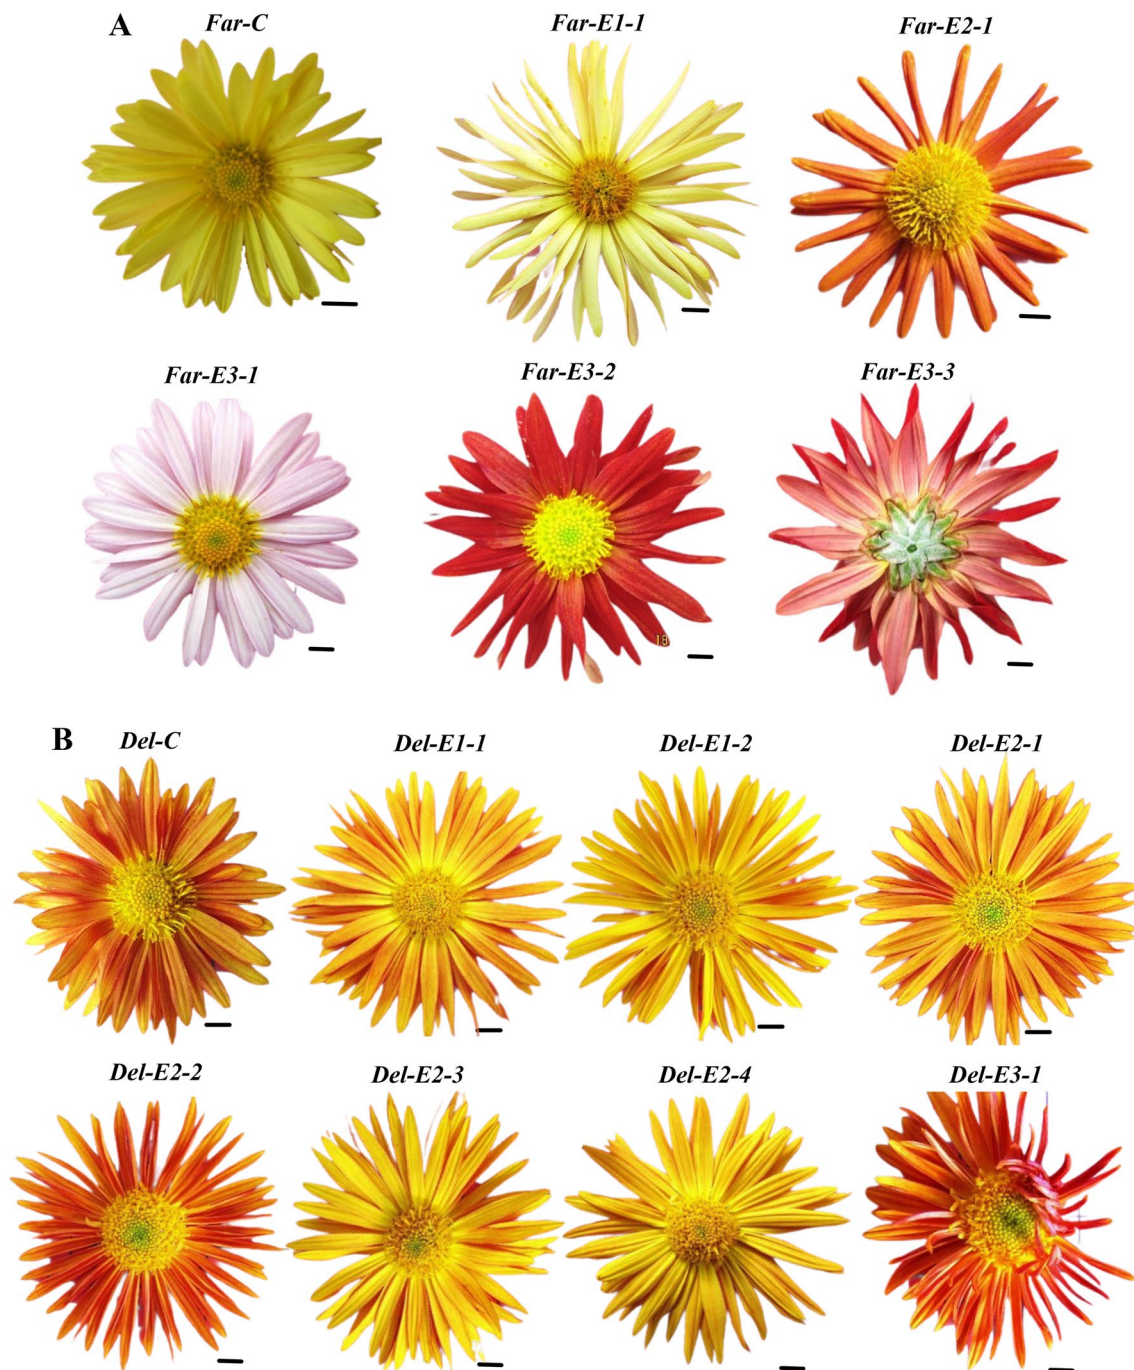 A
Far-C
Far-E1-1
Far-E2-1
Far-E3-1
Far-E3-2
Far-E3-3
18
B
Del-C
Del-E1-1
Del-E1-2
Del-E2-1
Del-E2-2
Del-E2-3
Del-E2-4
Del-E3-1